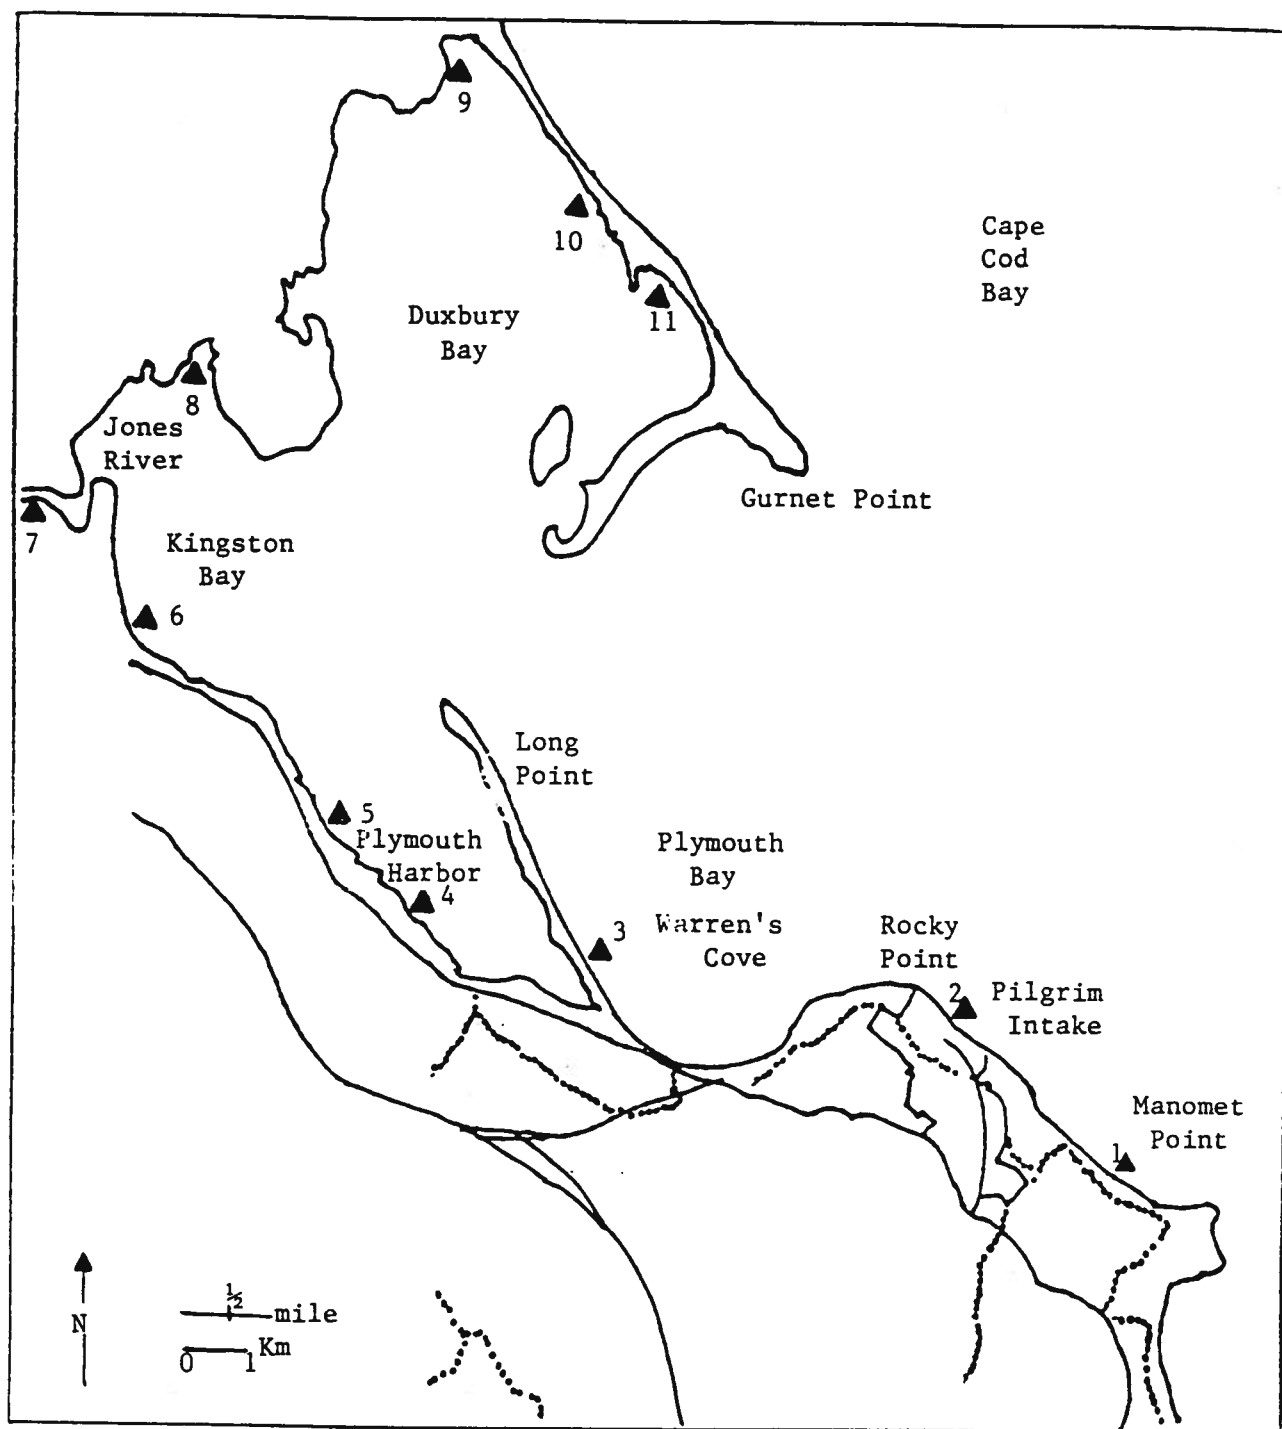 9
Cape
Cod
Bay
10
11
Duxbury
Bay
8
Jones
River
Gurnet Point
7
Kingston
Bay
6
Long
Point
5
Plymouth
Harbor
4
Plymouth
Bay
3
Warren's
Cove
Rocky
Point
2
Pilgrim
Intake
Manomet
Point
1
N
½
mile
Km
0 1